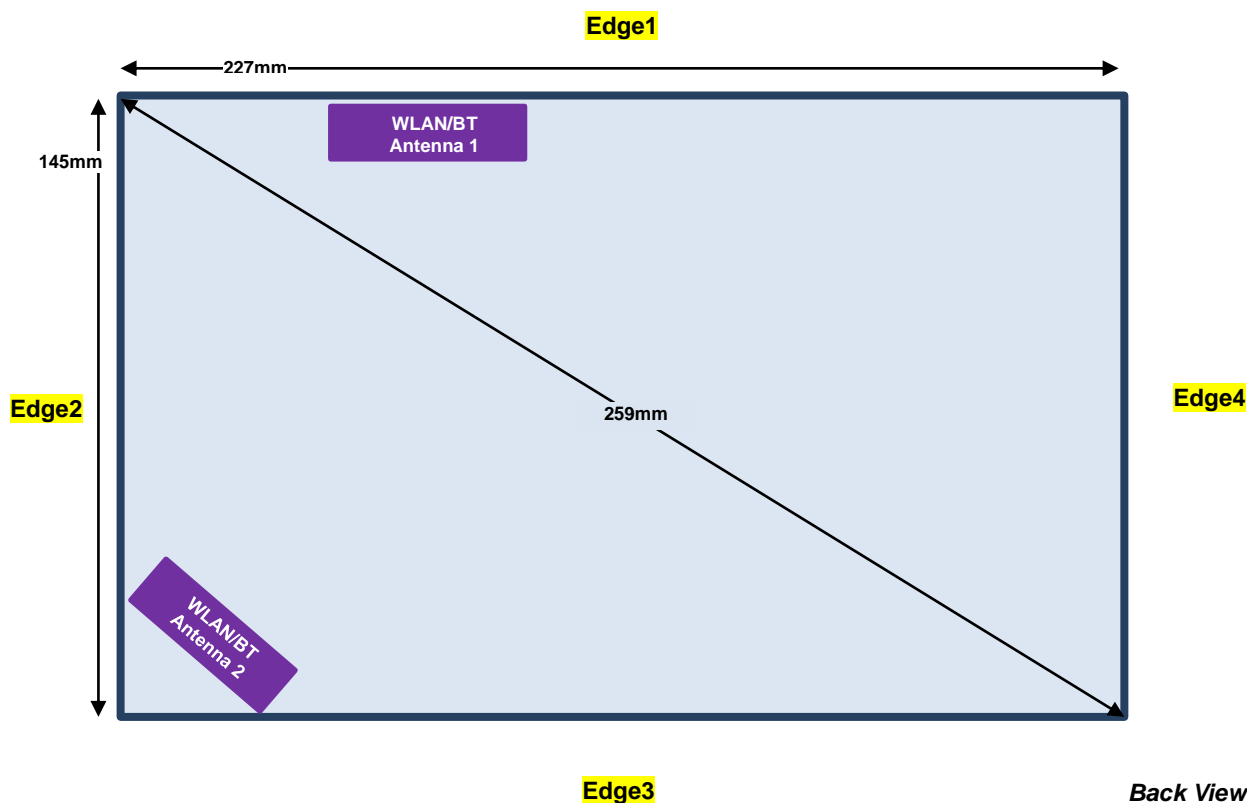 Edge1
227mm
WLAN/BT
Antenna 1
145mm
Edge2
259mm
Edge4
WLAN/BT
Antenna 2
Edge3
Back View